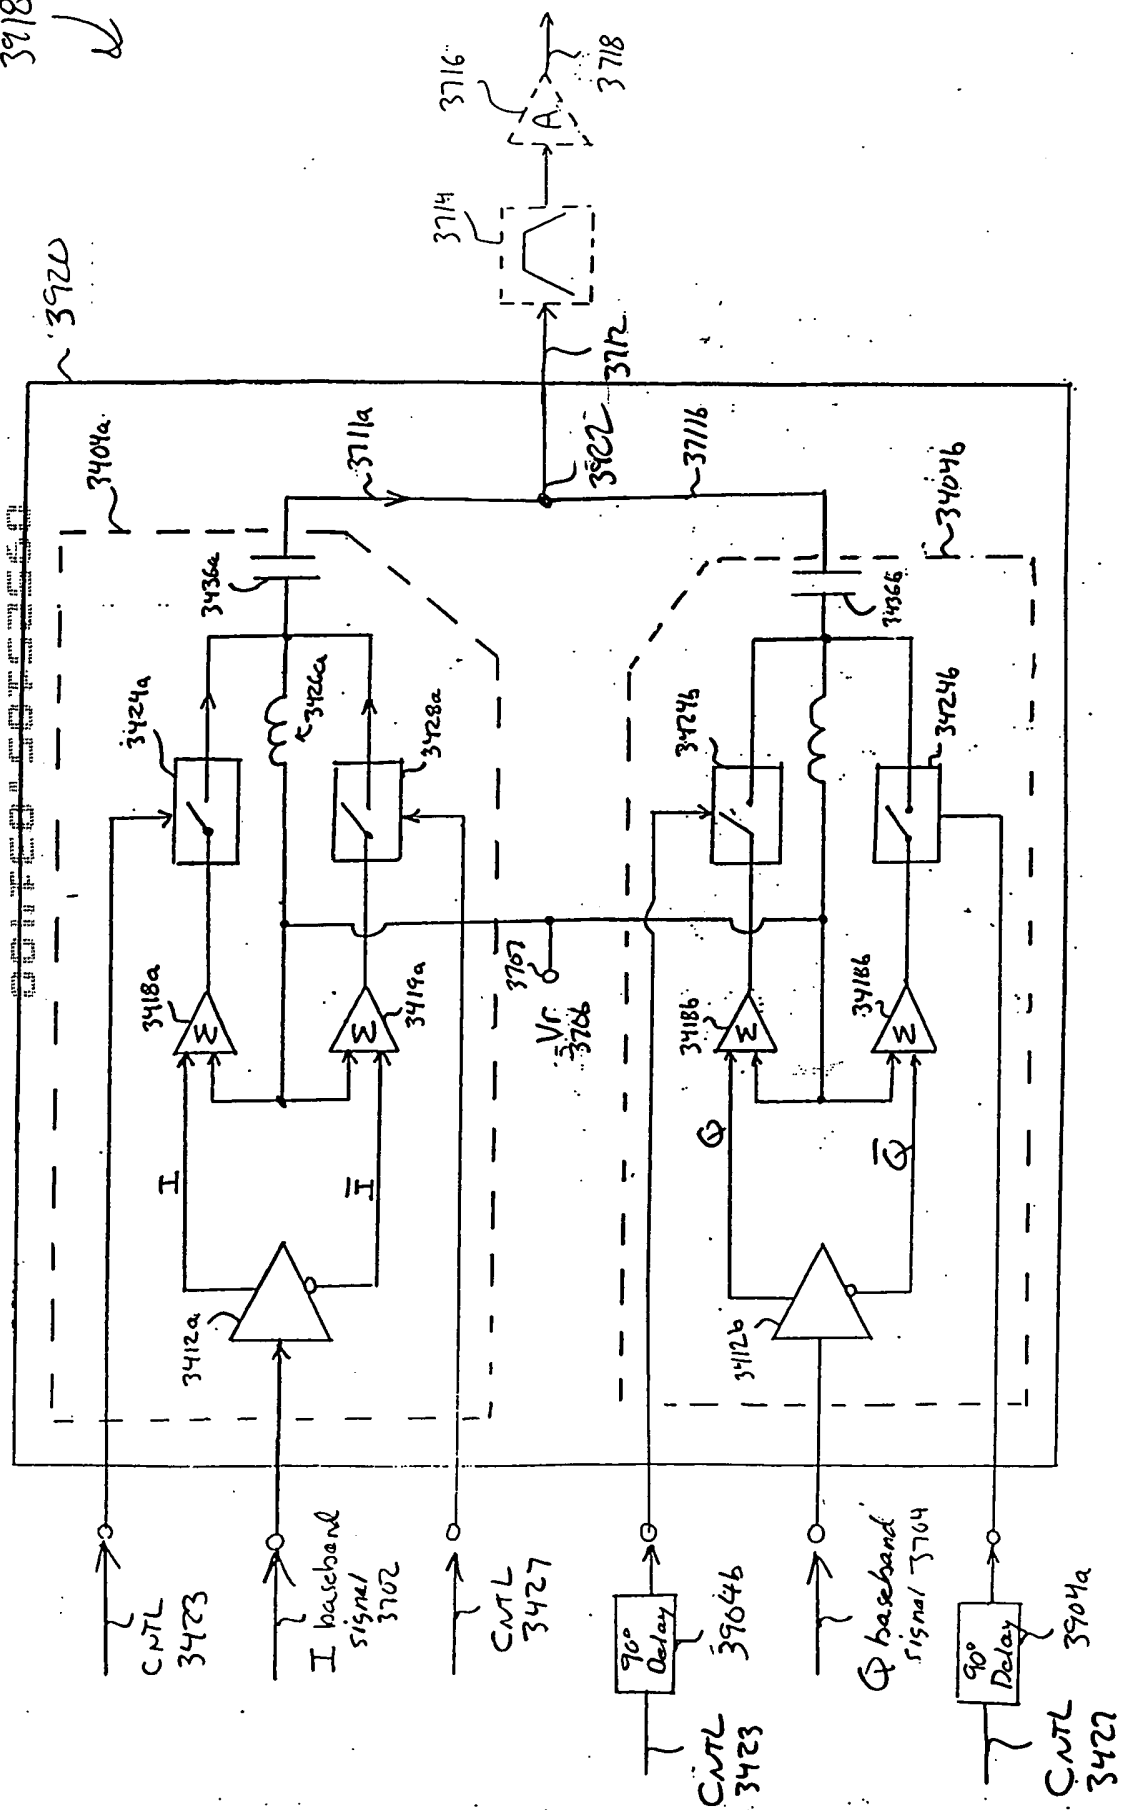 3918
3920
3404a
3424a
3436a
3711a
3426a
3428a
3418a
3419a
I
I̅
3412a
3707
Vr
3706
3922
3712
3714
3716
A
3718
3711b
3404b
3436b
3424b
3424b
3418b
3418b
Σ
Σ
Σ
Σ
Q
Q̅
3412b
CNTL
3423
I baseband
signal
3702
CNTL
3427
90°
Delay
3904b
CNTL
3423
Q baseband
signal 3704
90°
Delay
3904a
CNTL
3427